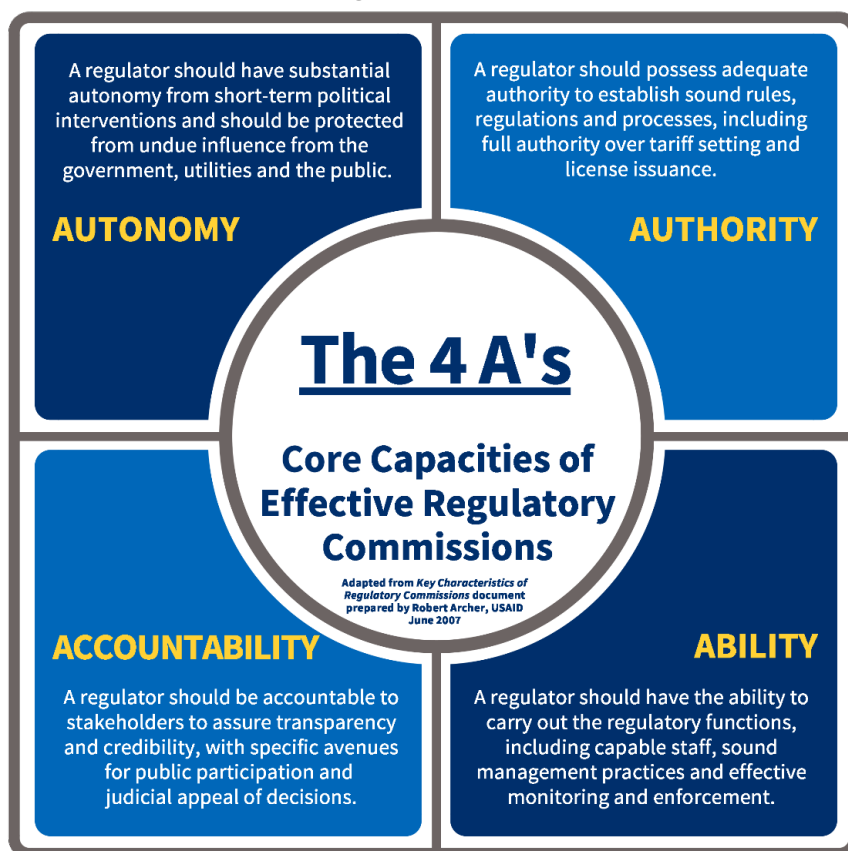 A regulator should have substantial
autonomy from short-term political
interventions and should be protected
from undue influence from the
government, utilities and the public.
AUTONOMY
A regulator should possess adequate
authority to establish sound rules,
regulations and processes, including
full authority over tariff setting and
license issuance.
AUTHORITY
The 4 A's
Core Capacities of
Effective Regulatory
Commissions
Adapted from Key Characteristics of
Regulatory Commissions document
prepared by Robert Archer, USAID
June 2007
ACCOUNTABILITY
A regulator should be accountable to
stakeholders to assure transparency
and credibility, with specific avenues
for public participation and
judicial appeal of decisions.
ABILITY
A regulator should have the ability to
carry out the regulatory functions,
including capable staff, sound
management practices and effective
monitoring and enforcement.